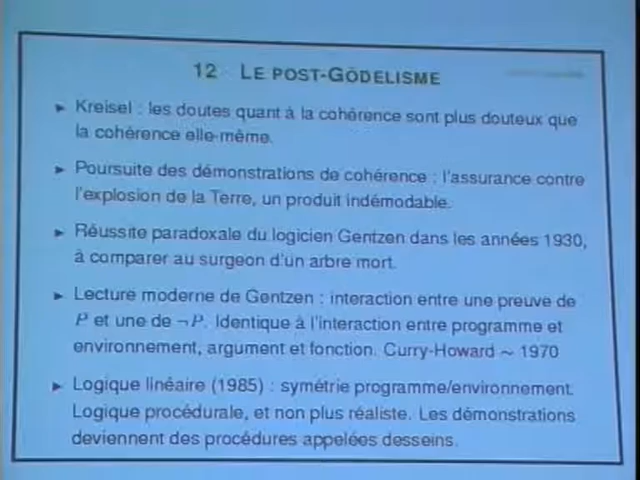 12 LE POST-GÖDELISME
► Kreisel : les doutes quant à la cohérence sont plus douteux que
la cohérence elle-même.
► Poursuite des démonstrations de cohérence : l'assurance contre
l'explosion de la Terre, un produit indémodable.
► Réussite paradoxale du logicien Gentzen dans les années 1930,
à comparer au surgeon d'un arbre mort.
► Lecture moderne de Gentzen : interaction entre une preuve de
P et une de ¬P. Identique à l'interaction entre programme et
environnement, argument et fonction. Curry-Howard ~ 1970
► Logique linéaire (1985) : symétrie programme/environnement.
Logique procédurale, et non plus réaliste. Les démonstrations
deviennent des procédures appelées desseins.